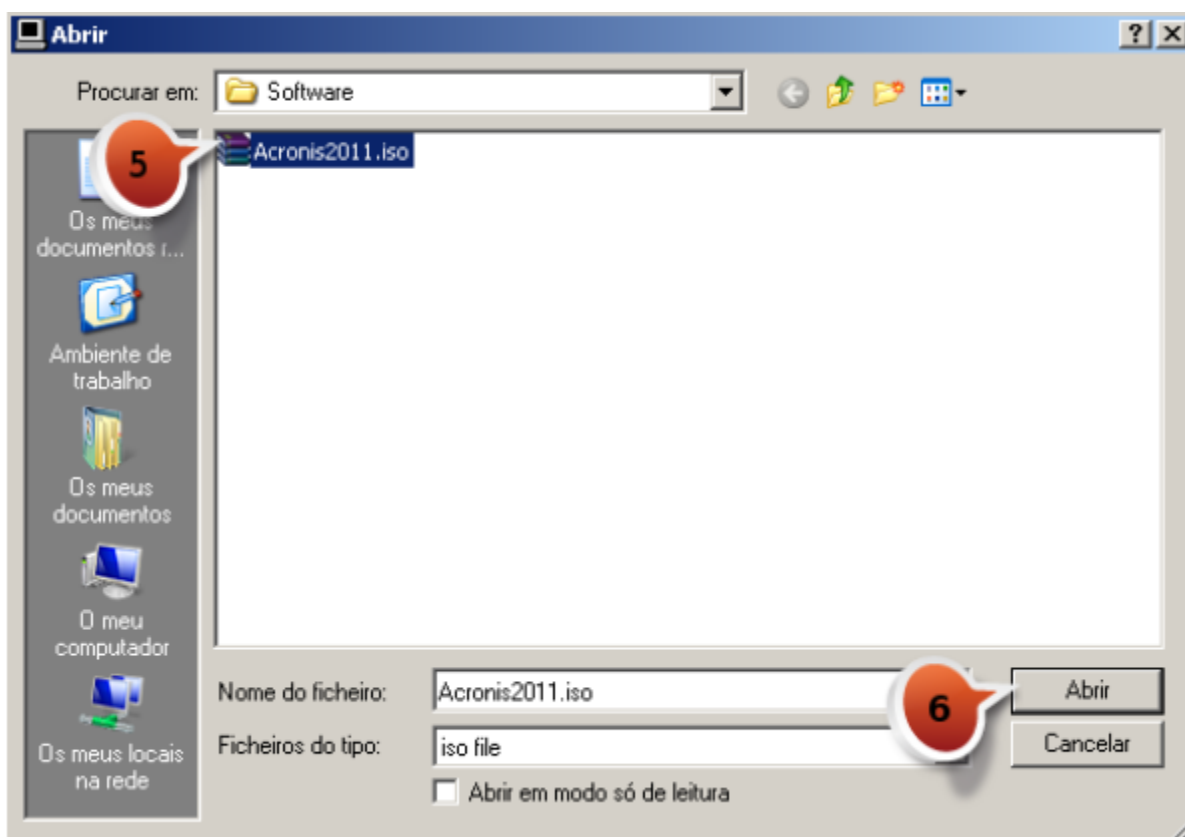 Abrir
Procurar em:
Software
5
Acronis2011.iso
Os meus
documentos r...
Ambiente de
trabalho
Os meus
documentos
O meu
computador
Os meus locais
na rede
Nome do ficheiro:
Acronis2011.iso
6
Abrir
Ficheiros do tipo:
iso file
Cancelar
Abrir em modo só de leitura